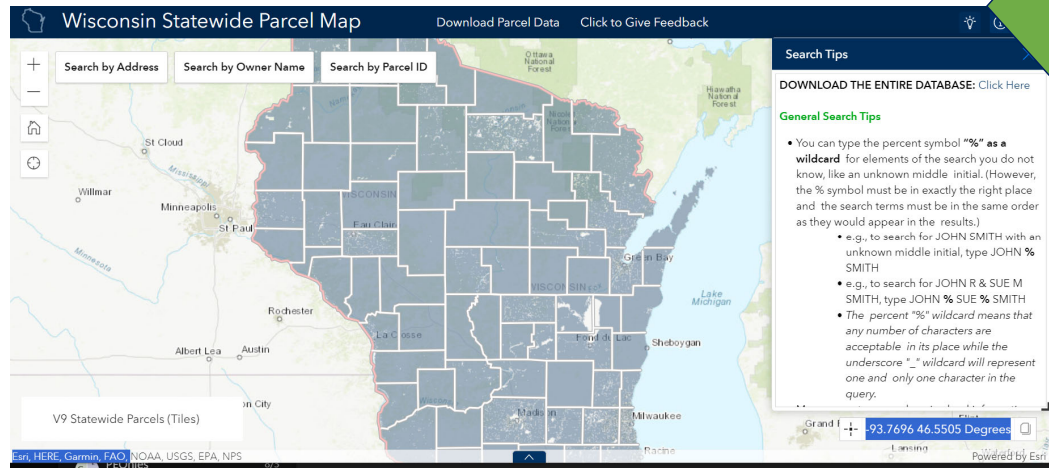 Wisconsin Statewide Parcel Map
Download Parcel Data
Click to Give Feedback
Search by Address
Search by Owner Name
Search by Parcel ID
Search Tips
DOWNLOAD THE ENTIRE DATABASE: Click Here
General Search Tips
• You can type the percent symbol "%" as a
wildcard for elements of the search you do not
know, like an unknown middle initial. (However,
the % symbol must be in exactly the right place
and the search terms must be in the same order
as they would appear in the results.)
• e.g., to search for JOHN SMITH with an
unknown middle initial, type JOHN %
SMITH
• e.g., to search for JOHN R & SUE M
SMITH, type JOHN % SUE % SMITH
• The percent "%" wildcard means that
any number of characters are
acceptable in its place while the
underscore "_" wildcard will represent
one and only one character in the
query.
Ottawa
National
Forest
Hiawatha
National
Forest
St Cloud
Mississippi
Willmar
Minneapolis
St Paul
Minnesota
WISCONSIN
Eau Clair
Green Bay
WISCONSIN
Lake
Michigan
Rochester
La Crosse
Fond du Lac
Sheboygan
Albert Lea
Austin
on City
Madison
Milwaukee
Racine
Grand
Lansing
V9 Statewide Parcels (Tiles)
-93.7696 46.5505 Degrees
Esri, HERE, Garmin, FAO, NOAA, USGS, EPA, NPS
Powered by Esri